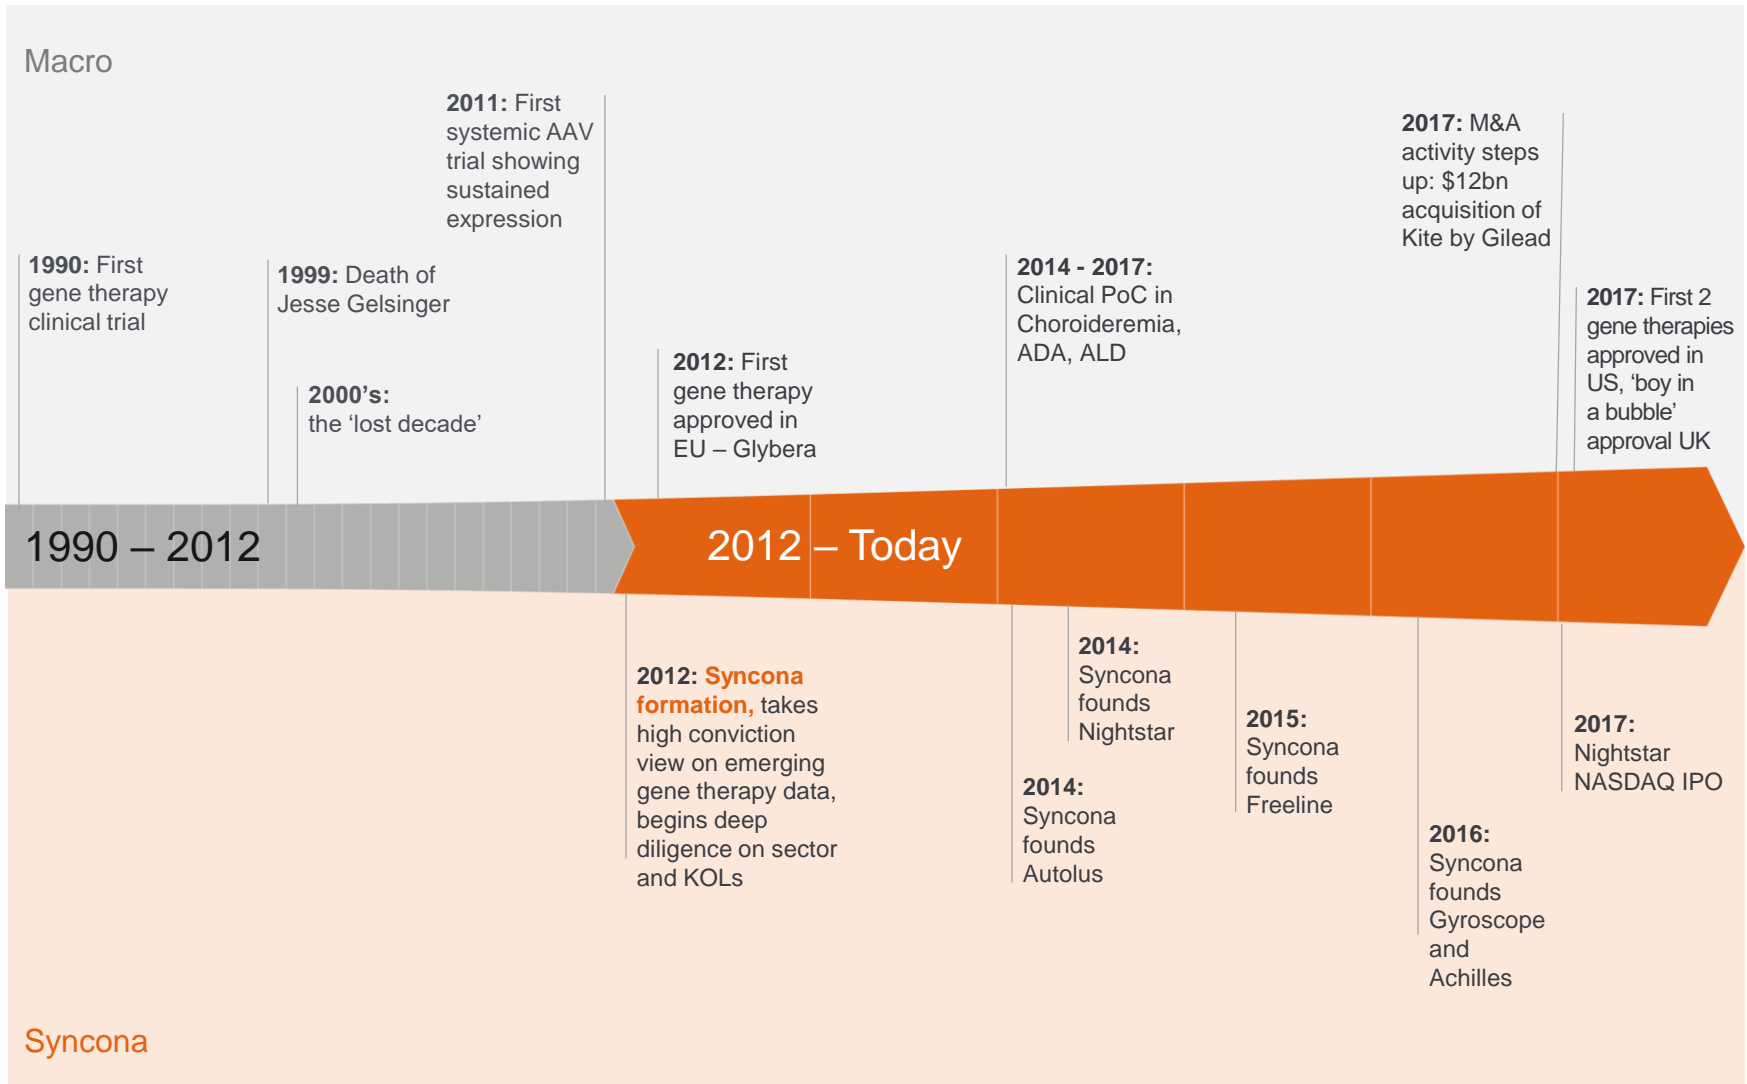 Macro
1990: First
gene therapy
clinical trial
1999: Death of
Jesse Gelsinger
2000's:
the ‘lost decade’
2011: First
systemic AAV
trial showing
sustained
expression
2012: First
gene therapy
approved in
EU – Glybera
2014 - 2017:
Clinical PoC in
Choroideremia,
ADA, ALD
2017: M&A
activity steps
up: $12bn
acquisition of
Kite by Gilead
2017: First 2
gene therapies
approved in
US, ‘boy in
a bubble’
approval UK
1990 – 2012
2012 – Today
2012: Syncona
formation, takes
high conviction
view on emerging
gene therapy data,
begins deep
diligence on sector
and KOLs
2014:
Syncona
founds
Autolus
2014:
Syncona
founds
Nightstar
2015:
Syncona
founds
Freeline
2016:
Syncona
founds
Gyroscope
and
Achilles
2017:
Nightstar
NASDAQ IPO
Syncona